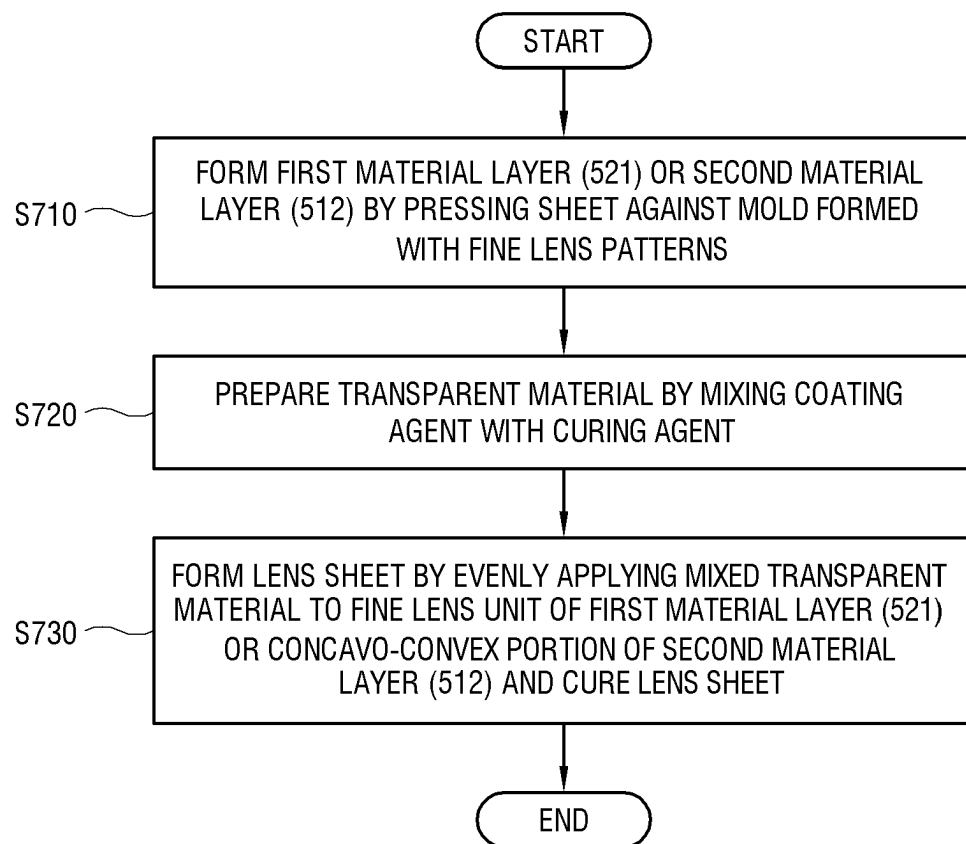 START
S710
FORM FIRST MATERIAL LAYER (521) OR SECOND MATERIAL
LAYER (512) BY PRESSING SHEET AGAINST MOLD FORMED
WITH FINE LENS PATTERNS
S720
PREPARE TRANSPARENT MATERIAL BY MIXING COATING
AGENT WITH CURING AGENT
S730
FORM LENS SHEET BY EVENLY APPLYING MIXED TRANSPARENT
MATERIAL TO FINE LENS UNIT OF FIRST MATERIAL LAYER (521)
OR CONCAVO-CONVEX PORTION OF SECOND MATERIAL
LAYER (512) AND CURE LENS SHEET
END